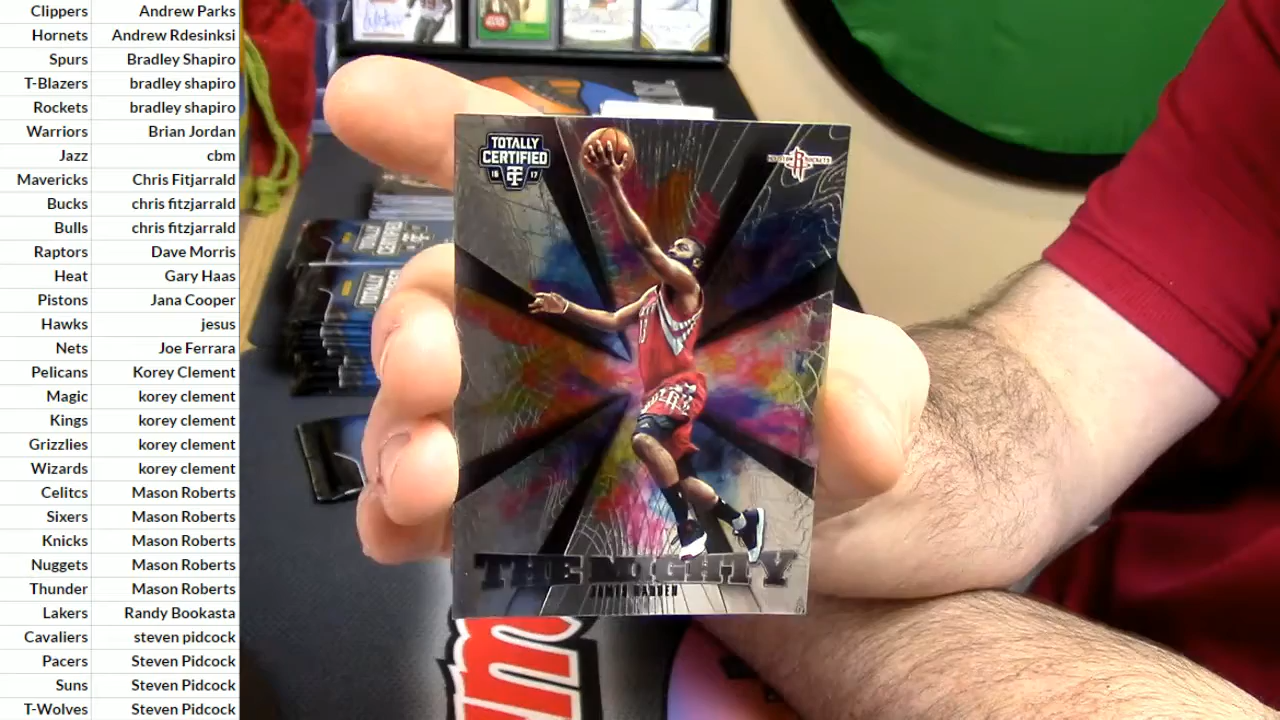 Clippers Andrew Parks
Hornets Andrew Rdesinksi
Spurs Bradley Shapiro
T-Blazers bradley shapiro
Rockets bradley shapiro
Warriors Brian Jordan
Jazz cbm
Mavericks Chris Fitjarrald
Bucks chris fitzjarrald
Bulls chris fitzjarrald
Raptors Dave Morris
Heat Gary Haas
Pistons Jana Cooper
Hawks jesus
Nets Joe Ferrara
Pelicans Korey Clement
Magic korey clement
Kings korey clement
Grizzlies korey clement
Wizards korey clement
Celitcs Mason Roberts
Sixers Mason Roberts
Knicks Mason Roberts
Nuggets Mason Roberts
Thunder Mason Roberts
Lakers Randy Bookasta
Cavaliers steven pidcock
Pacers Steven Pidcock
Suns Steven Pidcock
T-Wolves Steven Pidcock
TOTALLY
CERTIFIED
16 17
HOUSTON ROCKETS
THE MIGHTY
JAMES HARDEN
TOTALLY
CERTIFIED